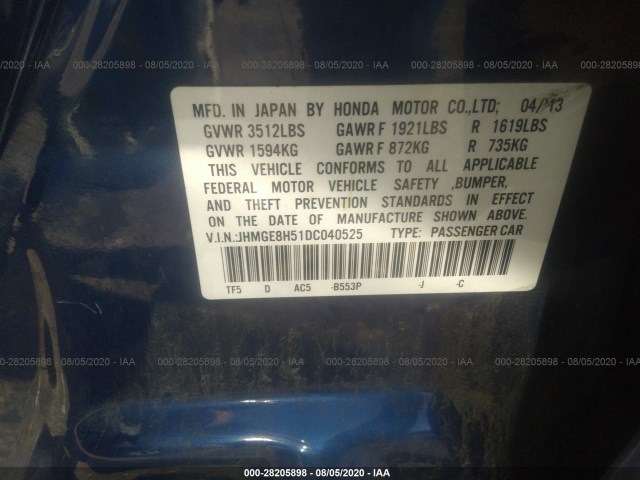 000-28205898 - 08/05/2020 - IAA
000-28205898 - 08/05/2020 - IAA
000-28205898 - 08/05/2020 - IAA
MFD. IN JAPAN BY HONDA MOTOR CO.,LTD; 04/13
GVWR 3512LBS GAWR F 1921LBS R 1619LBS
GVWR 1594KG GAWR F 872KG R 735KG
THIS VEHICLE CONFORMS TO ALL APPLICABLE
FEDERAL MOTOR VEHICLE SAFETY ,BUMPER,
AND THEFT PREVENTION STANDARDS IN EFFECT
ON THE DATE OF MANUFACTURE SHOWN ABOVE.
V.I.N.:JHMGE8H51DC040525 TYPE: PASSENGER CAR
TF5 D AC5 -B553P -J -C
000-28205898 - 08/05/2020 - IAA
000-28205898 - 08/05/2020 - IAA
000-28205898 - 08/05/2020 - IAA
000-28205898 - 08/05/2020 - IAA